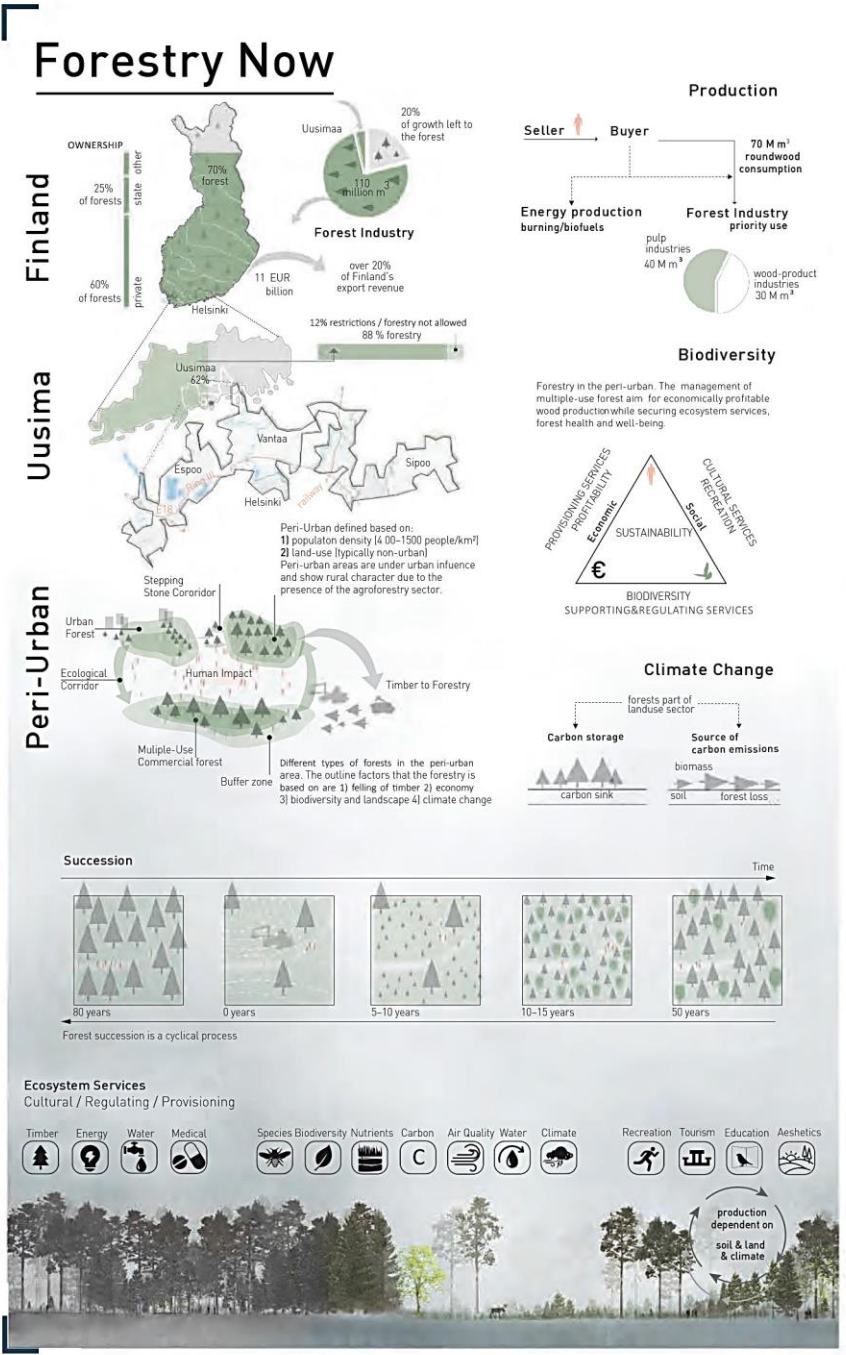 Forestry Now
Finland
OWNERSHIP
other
25%
of forests
state
60%
of forests
private
70%
forest
Helsinki
Uusimaa
20%
of growth left to
the forest
110
million m³
Forest Industry
11 EUR
billion
over 20%
of Finland's
export revenue
Uusima
12% restrictions / forestry not allowed
88 % forestry
Uusimaa
62%
Vantaa
Espoo
Sipoo
Ring III
Helsinki
railway
E18
Peri-Urban defined based on:
1) populaton density (4 00–1500 people/km²)
2) land-use (typically non-urban)
Peri-urban areas are under urban infuence
and show rural character due to the
presence of the agroforestry sector.
Peri-Urban
Stepping
Stone Cororidor
Urban
Forest
Ecological
Corridor
Human Impact
Timber to Forestry
Muliple-Use
Commercial forest
Buffer zone
Different types of forests in the peri-urban
area. The outline factors that the forestry is
based on are 1) felling of timber 2) economy
3) biodiversity and landscape 4) climate change
Production
Seller
Buyer
70 M m³
roundwood
consumption
Energy production
burning/biofuels
Forest Industry
priority use
pulp
industries
40 M m³
wood-product
industries
30 M m³
Biodiversity
Forestry in the peri-urban. The management of
multiple-use forest aim for economically profitable
wood production while securing ecosystem services,
forest health and well-being.
PROVISIONING SERVICES
PROFITABILITY
Economic
CULTURAL SERVICES
RECREATION
Social
SUSTAINABILITY
€
BIODIVERSITY
SUPPORTING&REGULATING SERVICES
Climate Change
forests part of
landuse sector
Carbon storage
Source of
carbon emissions
biomass
carbon sink
soil
forest loss
Succession
Time
80 years
0 years
5–10 years
10–15 years
50 years
Forest succession is a cyclical process
Ecosystem Services
Cultural / Regulating / Provisioning
Timber
Energy
Water
Medical
Species
Biodiversity
Nutrients
Carbon
Air Quality
Water
Climate
Recreation
Tourism
Education
Aeshetics
C
production
dependent on
soil & land
& climate